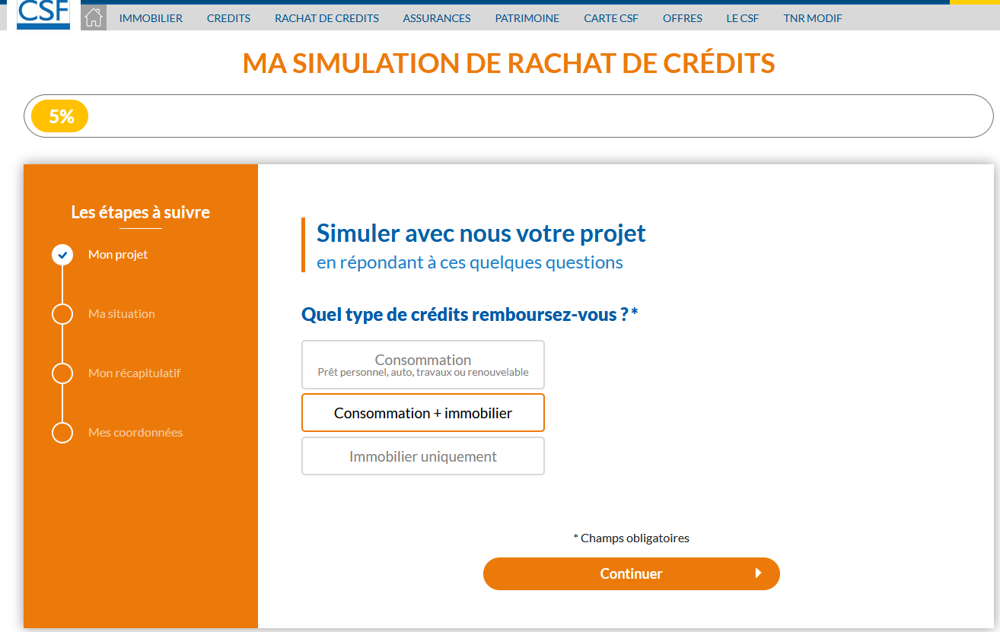 CSF
IMMOBILIER CREDITS RACHAT DE CREDITS ASSURANCES PATRIMOINE CARTE CSF OFFRES LE CSF TNR MODIF
MA SIMULATION DE RACHAT DE CRÉDITS
5%
Les étapes à suivre
Mon projet
Ma situation
Mon récapitulatif
Mes coordonnées
Simuler avec nous votre projet
en répondant à ces quelques questions
Quel type de crédits remboursez-vous ? *
Consommation
Prêt personnel, auto, travaux ou renouvelable
Consommation + immobilier
Immobilier uniquement
* Champs obligatoires
Continuer